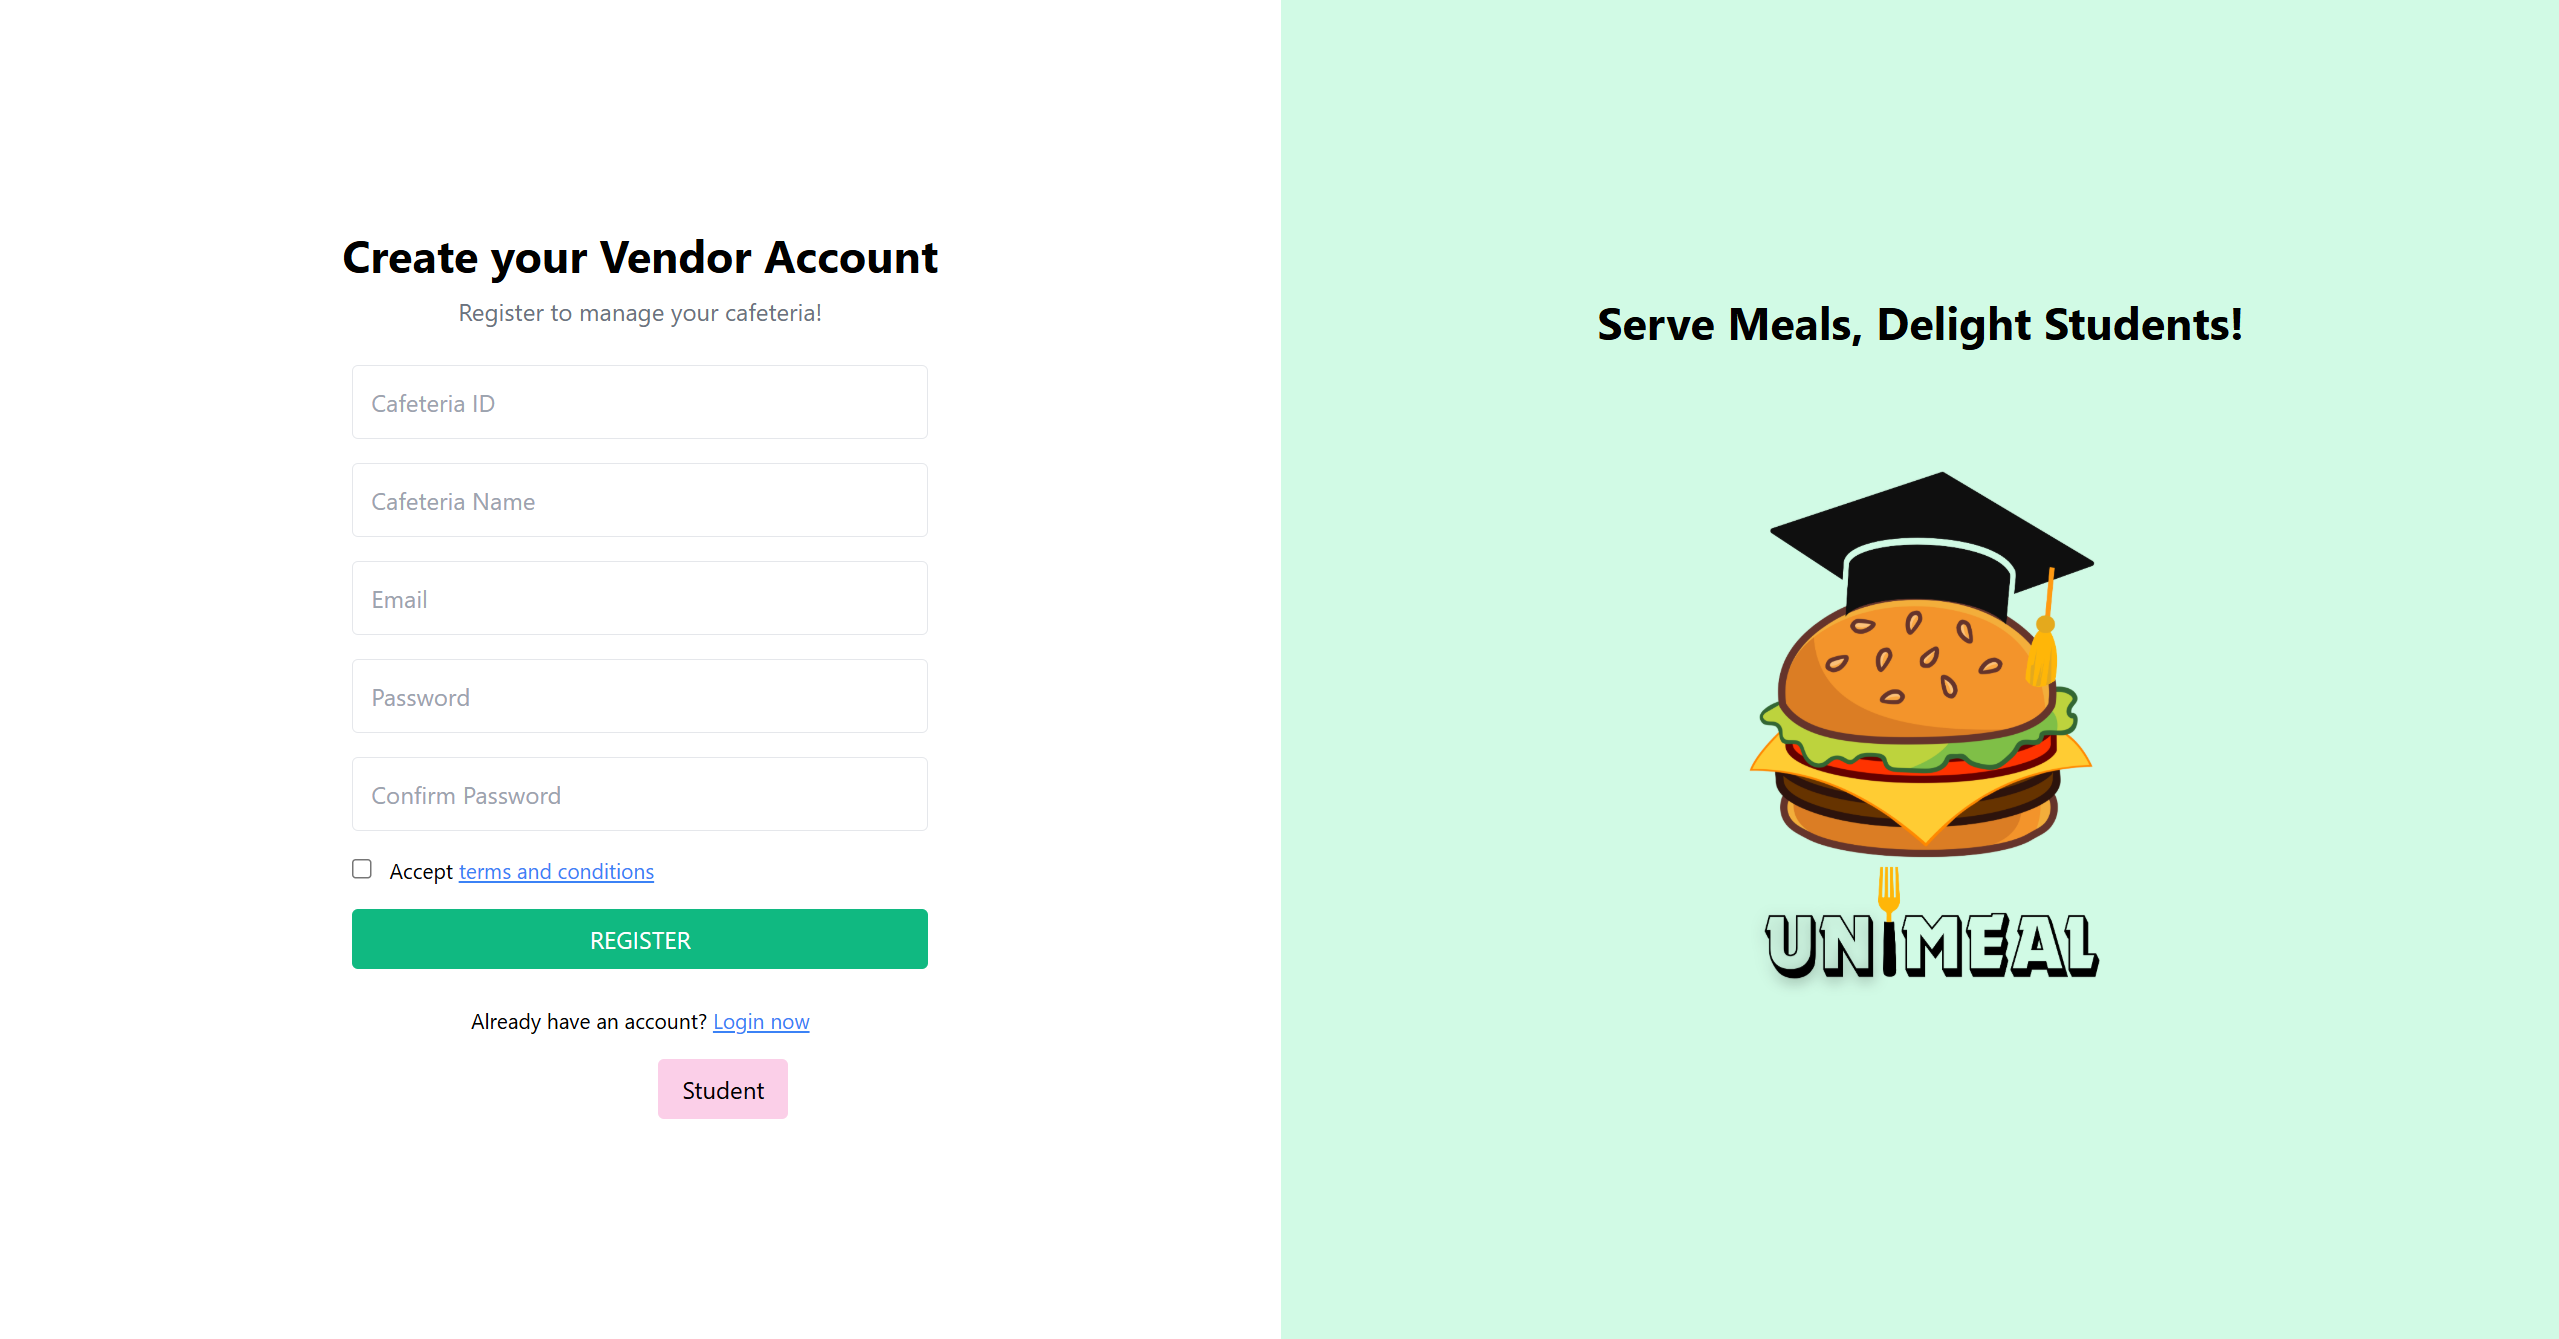 Create your Vendor Account
Register to manage your cafeteria!
Cafeteria ID
Cafeteria Name
Email
Password
Confirm Password
Accept terms and conditions
REGISTER
Already have an account? Login now
Student
Serve Meals, Delight Students!
UNIMEAL